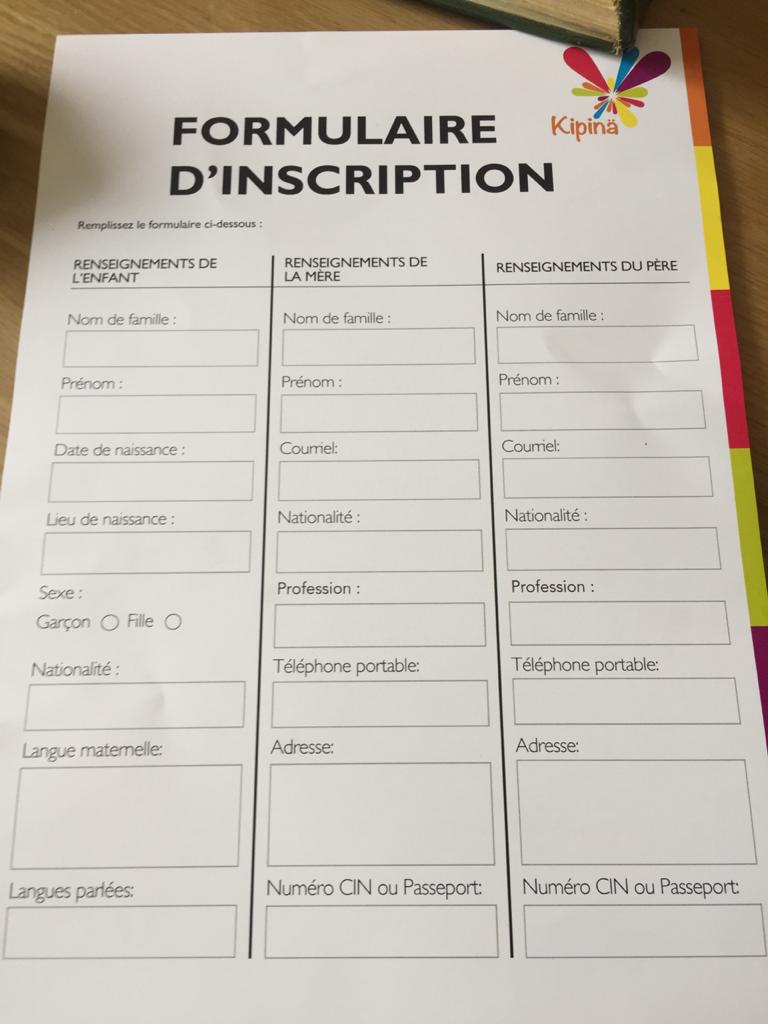 Kipinä
FORMULAIRE
D'INSCRIPTION
Remplissez le formulaire ci-dessous :
RENSEIGNEMENTS DE
L'ENFANT
Nom de famille :
Prénom :
Date de naissance :
Lieu de naissance :
Sexe :
Garçon Fille
Nationalité :
Langue maternelle:
Langues parlées:
RENSEIGNEMENTS DE
LA MÈRE
Nom de famille :
Prénom :
Courriel:
Nationalité :
Profession :
Téléphone portable:
Adresse:
Numéro CIN ou Passeport:
RENSEIGNEMENTS DU PÈRE
Nom de famille :
Prénom :
Courriel:
Nationalité :
Profession :
Téléphone portable:
Adresse:
Numéro CIN ou Passeport: